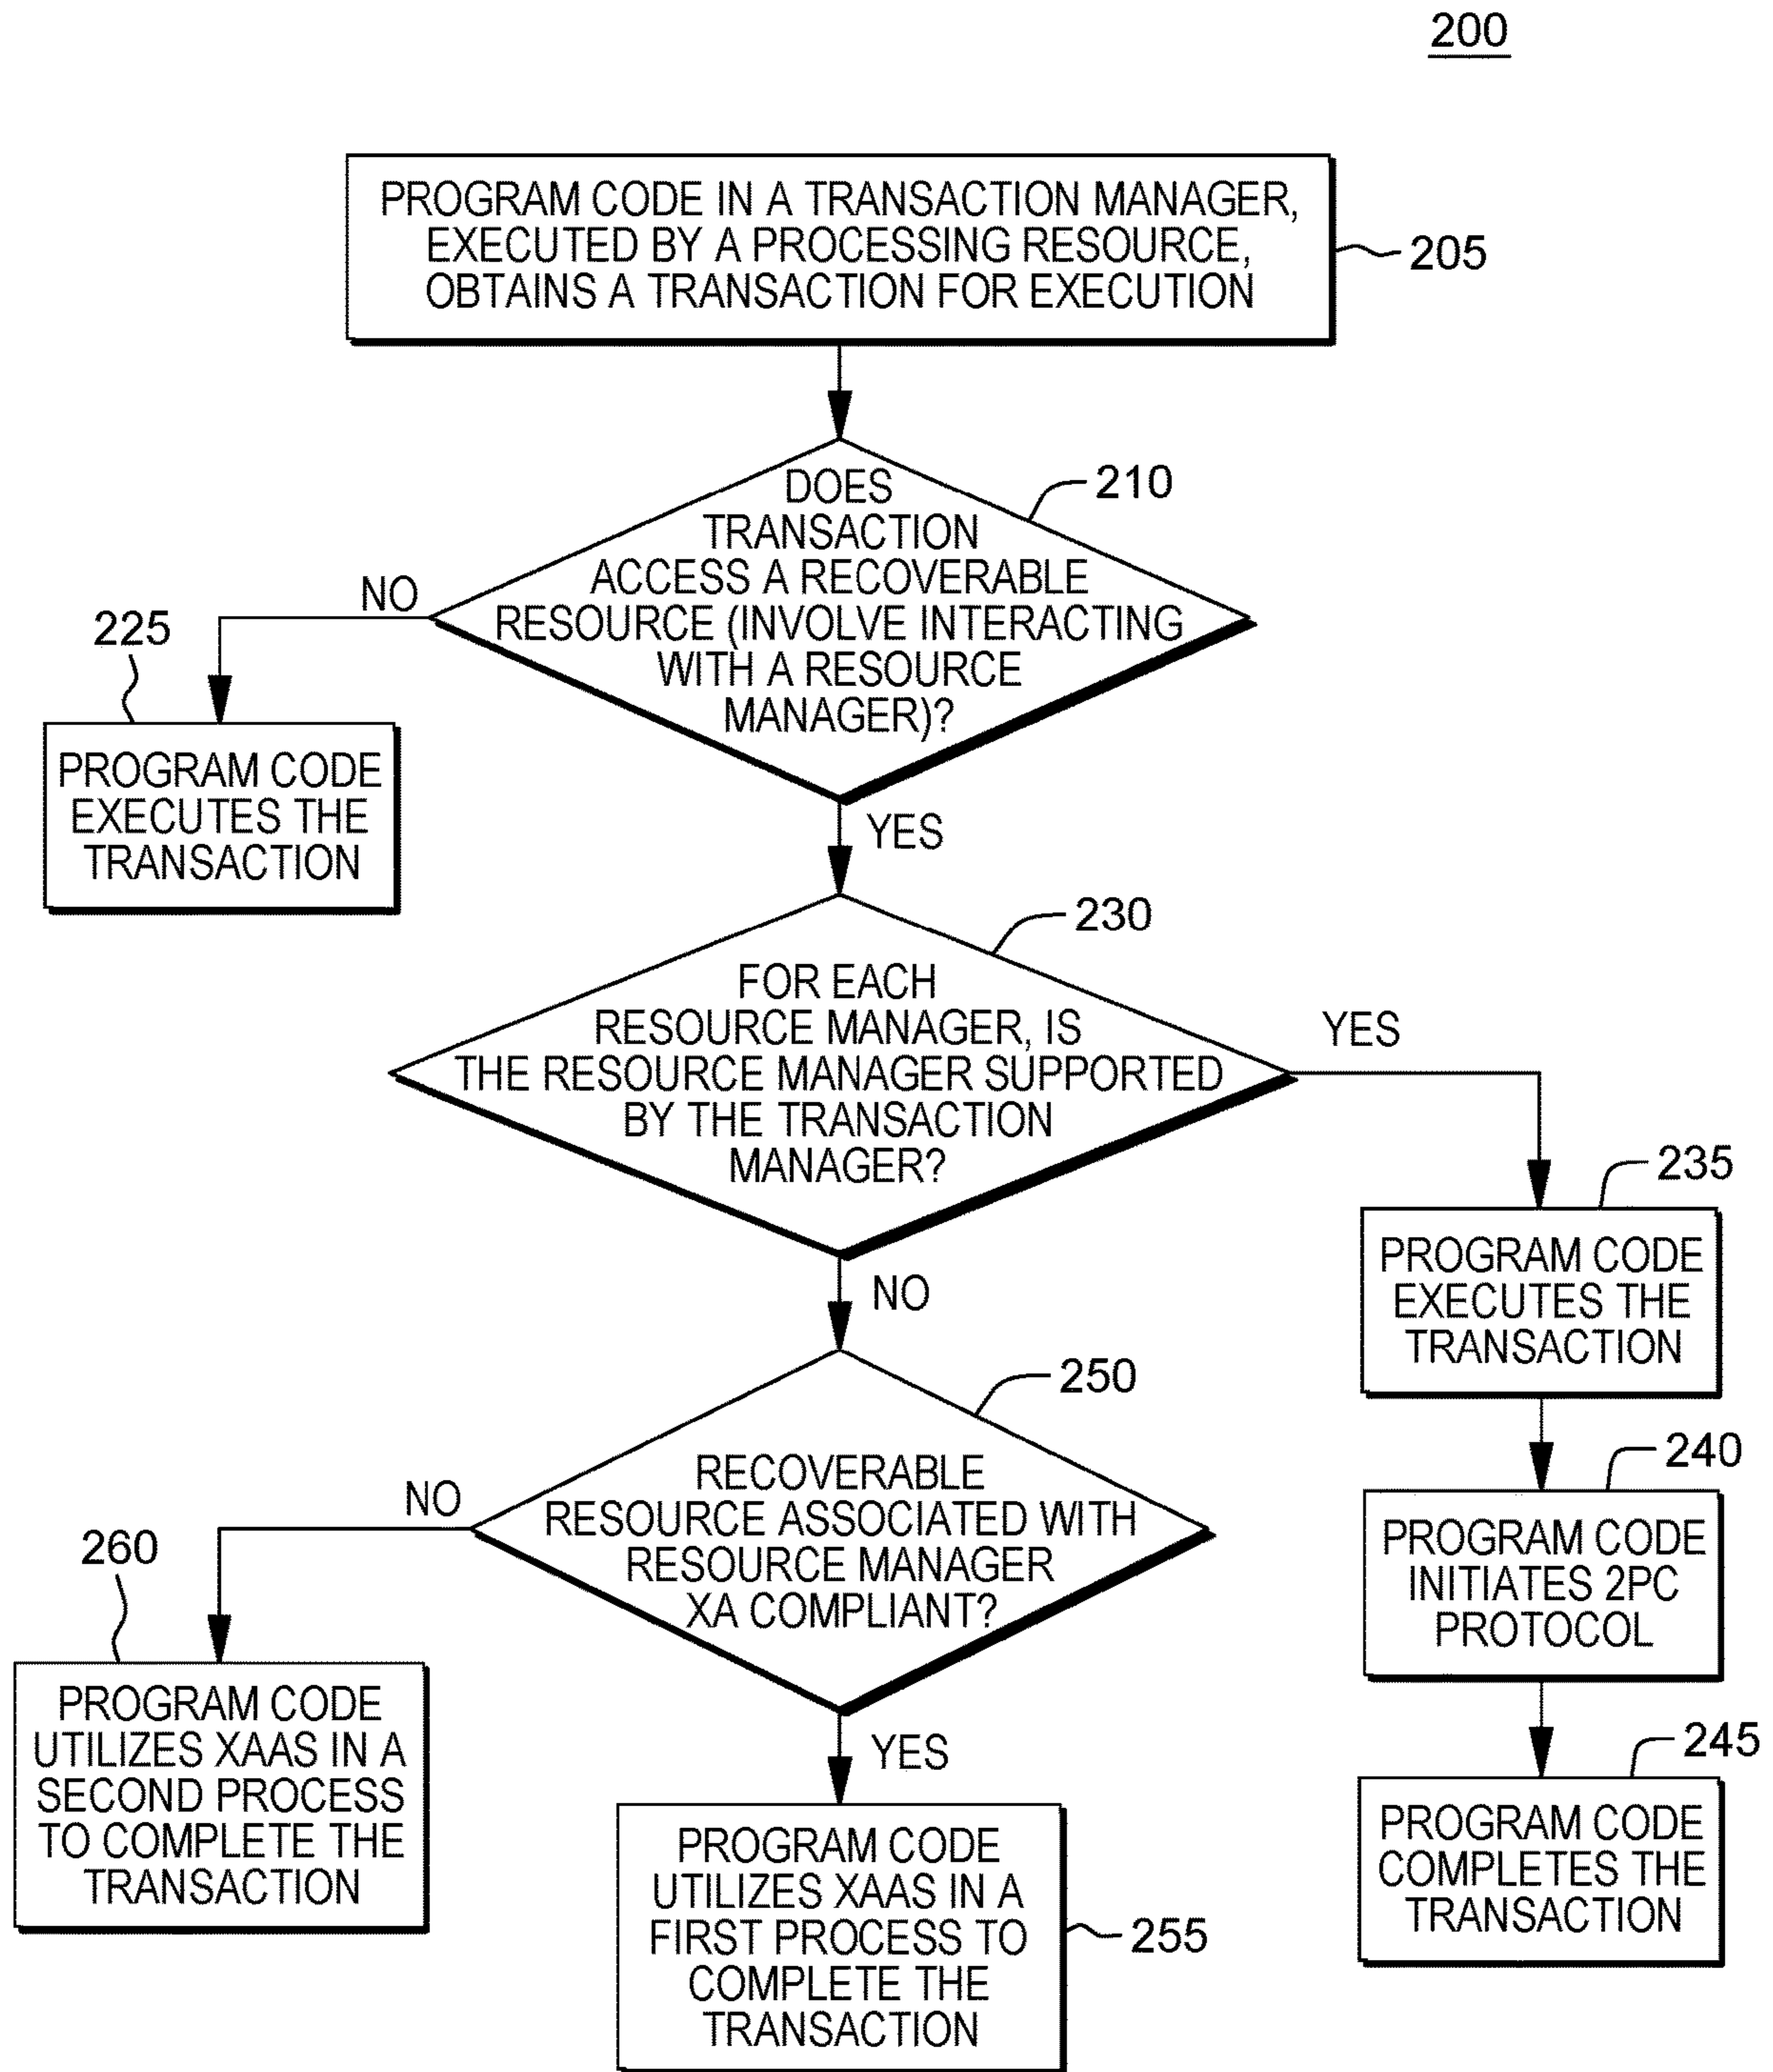 200
PROGRAM CODE IN A TRANSACTION MANAGER,
EXECUTED BY A PROCESSING RESOURCE,
OBTAINS A TRANSACTION FOR EXECUTION
205
DOES
TRANSACTION
ACCESS A RECOVERABLE
RESOURCE (INVOLVE INTERACTING
WITH A RESOURCE
MANAGER)?
210
NO
225
PROGRAM CODE
EXECUTES THE
TRANSACTION
YES
230
FOR EACH
RESOURCE MANAGER, IS
THE RESOURCE MANAGER SUPPORTED
BY THE TRANSACTION
MANAGER?
YES
235
PROGRAM CODE
EXECUTES THE
TRANSACTION
240
PROGRAM CODE
INITIATES 2PC
PROTOCOL
245
PROGRAM CODE
COMPLETES THE
TRANSACTION
NO
250
RECOVERABLE
RESOURCE ASSOCIATED WITH
RESOURCE MANAGER
XA COMPLIANT?
NO
260
PROGRAM CODE
UTILIZES XAAS IN A
SECOND PROCESS
TO COMPLETE THE
TRANSACTION
YES
PROGRAM CODE
UTILIZES XAAS IN A
FIRST PROCESS TO
COMPLETE THE
TRANSACTION
255